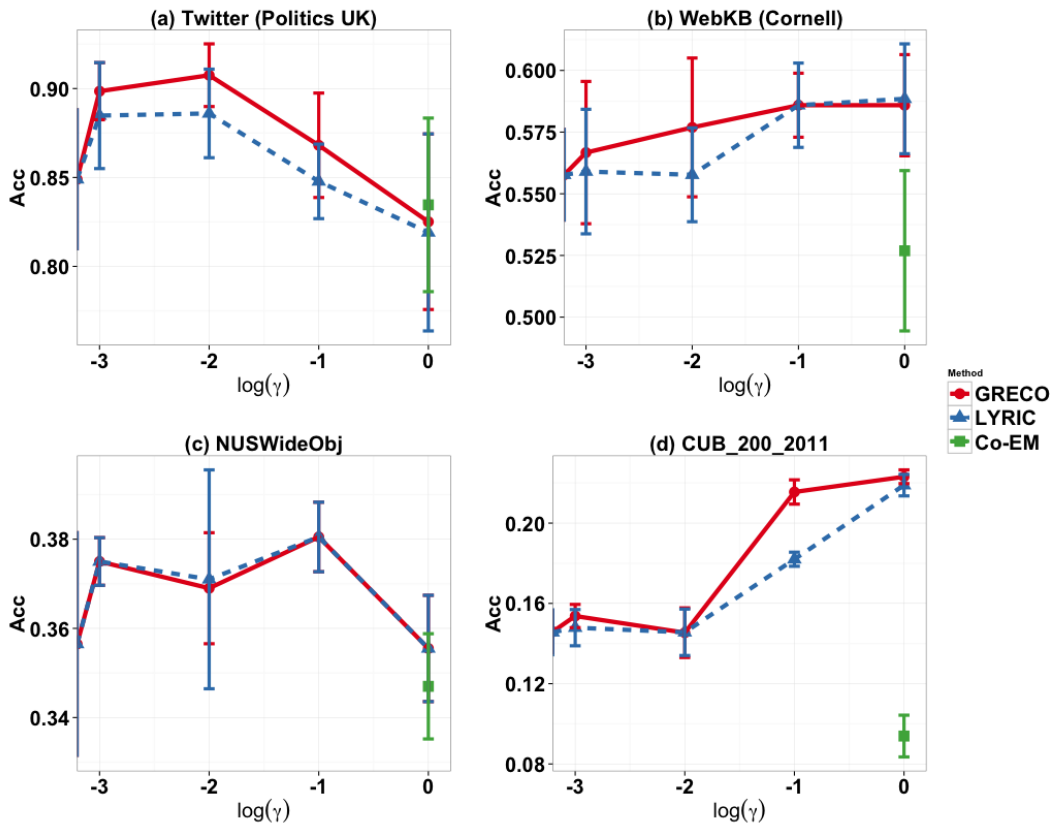 (a) Twitter (Politics UK)
Acc
0.90
0.85
0.80
-3 -2 -1 0
log(γ)
(b) WebKB (Cornell)
Acc
0.600
0.575
0.550
0.525
0.500
-3 -2 -1 0
log(γ)
Method
GRECO
LYRIC
Co-EM
(c) NUSWideObj
Acc
0.38
0.36
0.34
-3 -2 -1 0
log(γ)
(d) CUB_200_2011
Acc
0.20
0.16
0.12
0.08
-3 -2 -1 0
log(γ)